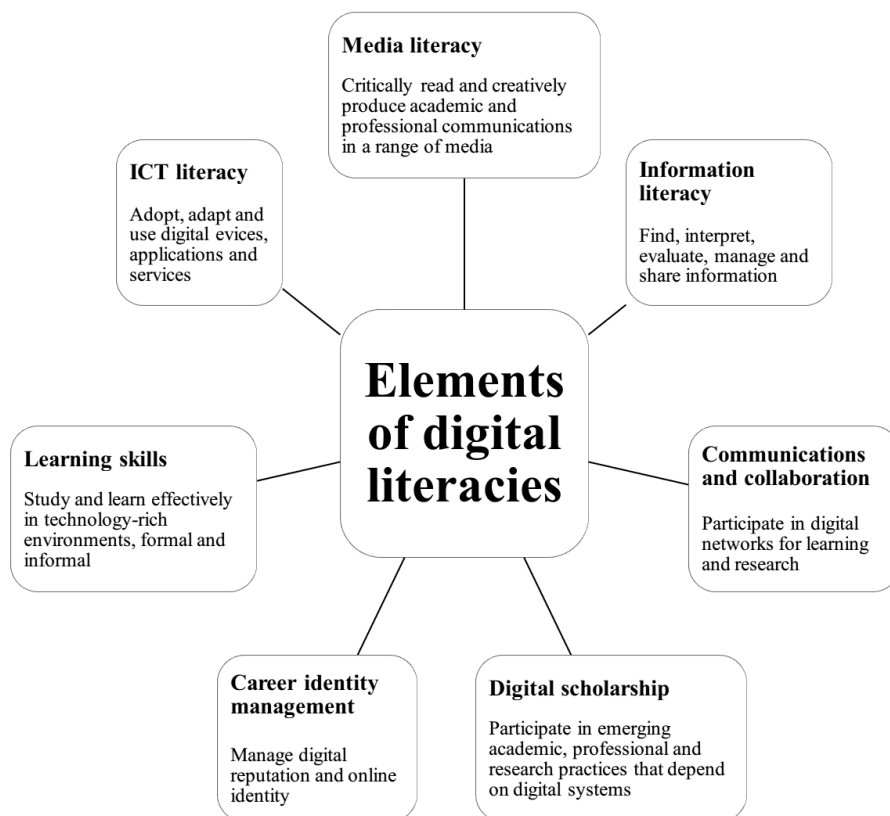 Media literacy
Critically read and creatively
produce academic and
professional communications
in a range of media
ICT literacy
Adopt, adapt and
use digital evices,
applications and
services
Information
literacy
Find, interpret,
evaluate, manage and
share information
Elements
of digital
literacies
Learning skills
Study and learn effectively
in technology-rich
environments, formal and
informal
Communications
and collaboration
Participate in digital
networks for learning
and research
Career identity
management
Manage digital
reputation and online
identity
Digital scholarship
Participate in emerging
academic, professional and
research practices that depend
on digital systems